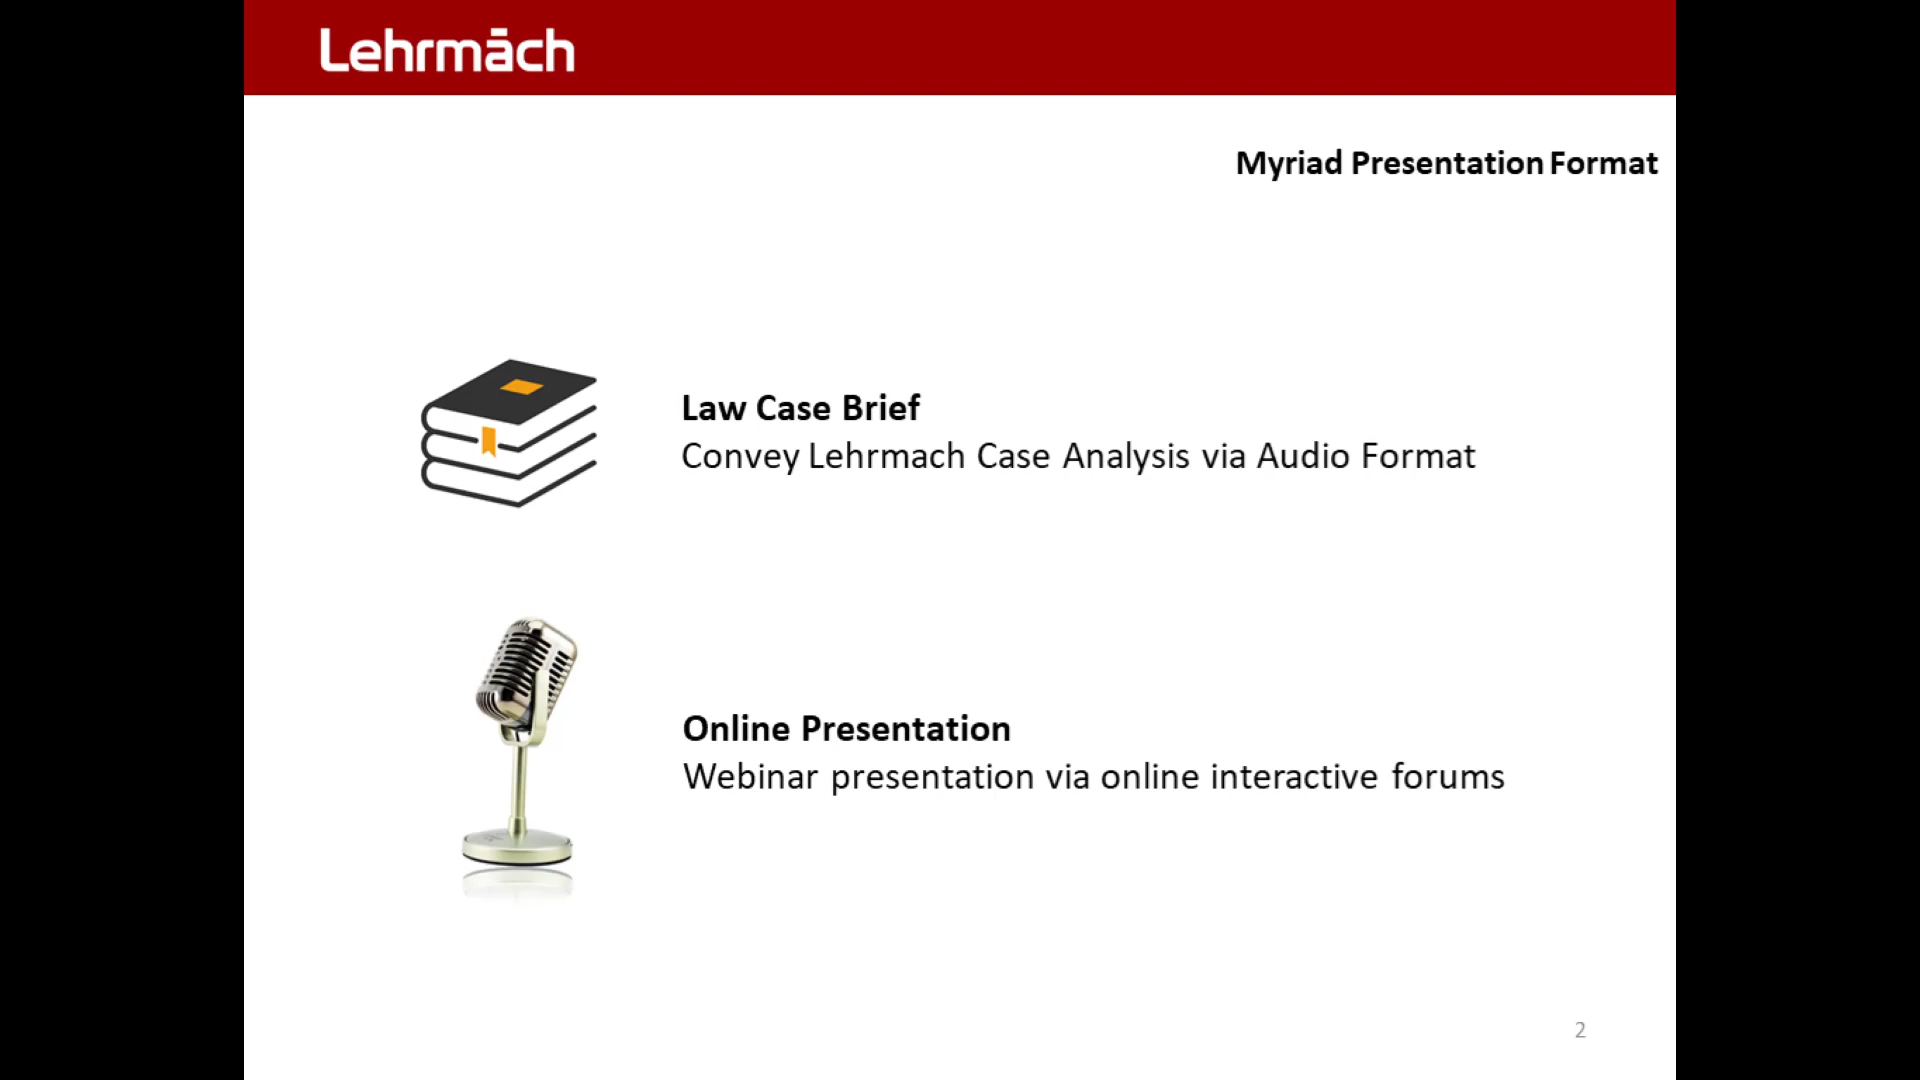 Lehrmāch
Myriad Presentation Format
Law Case Brief
Convey Lehrmach Case Analysis via Audio Format
Online Presentation
Webinar presentation via online interactive forums
2